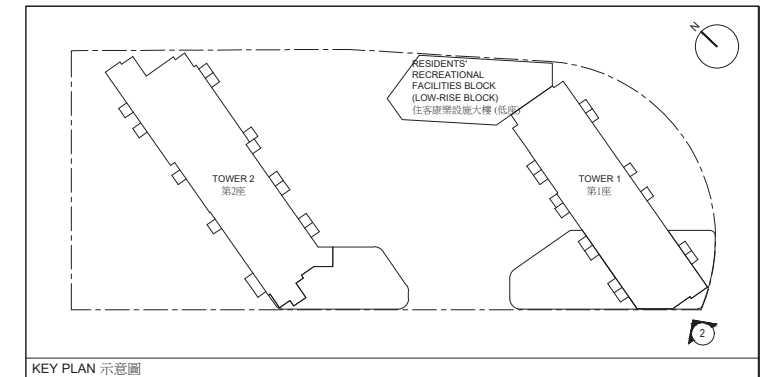 N
RESIDENTS'
RECREATIONAL
FACILITIES BLOCK
(LOW-RISE BLOCK)
住客康樂設施大樓 (低座)
TOWER 2
第2座
TOWER 1
第1座
2
KEY PLAN 示意圖